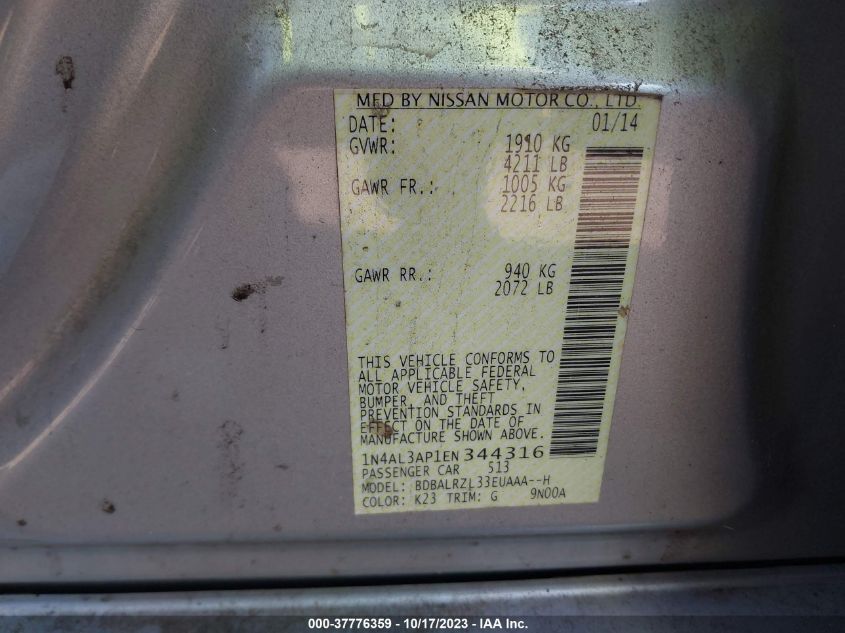 MFD BY NISSAN MOTOR CO., LTD.
DATE: 01/14
GVWR: 1910 KG
4211 LB
GAWR FR.: 1005 KG
2216 LB
GAWR RR.: 940 KG
2072 LB
THIS VEHICLE CONFORMS TO
ALL APPLICABLE FEDERAL
MOTOR VEHICLE SAFETY,
BUMPER, AND THEFT
PREVENTION STANDARDS IN
EFFECT ON THE DATE OF
MANUFACTURE SHOWN ABOVE.
1N4AL3AP1EN344316
PASSENGER CAR 513
MODEL: BDBALRZL33EUAAA--H
COLOR: K23 TRIM: G 9N00A
000-37776359 - 10/17/2023 - IAA Inc.